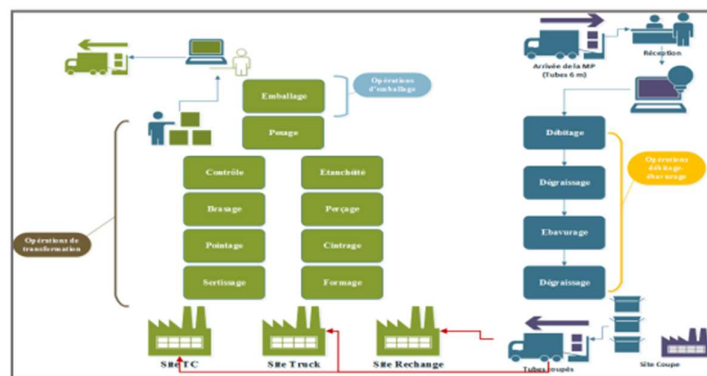 Arrivée de la MP
(Tubes 6 m)
Réception
Opérations
d'emballage
Emballage
Posage
Débitage
Opérations
débitage-
ébavurage
Contrôle
Etanchéité
Dégraissage
Brasage
Perçage
Opérations de
transformation
Pointage
Cintrage
Ebavurage
Sertissage
Formage
Dégraissage
Site TC
Site Truck
Site Rechange
Tubes coupés
Site Coupe